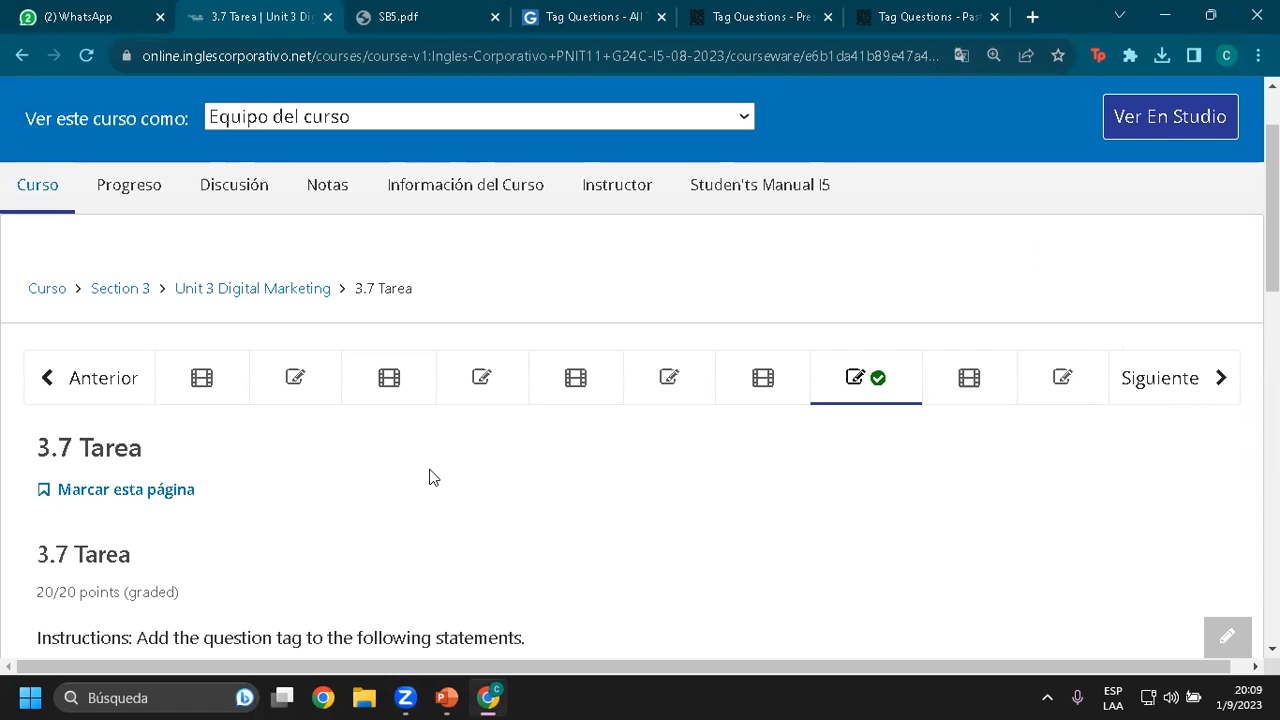 (2) WhatsApp
3.7 Tarea | Unit 3 Di
SB5.pdf
Tag Questions - All T
Tag Questions - Pre
Tag Questions - Past
online.inglescorporativo.net/courses/course-v1:Ingles-Corporativo+PNIT11+G24C-I5-08-2023/courseware/e6b1da41b89e47a4...
Ver este curso como:
Equipo del curso
Ver En Studio
Curso
Progreso
Discusión
Notas
Información del Curso
Instructor
Studen'ts Manual I5
Curso > Section 3 > Unit 3 Digital Marketing > 3.7 Tarea
Anterior
Siguiente
3.7 Tarea
Marcar esta página
3.7 Tarea
20/20 points (graded)
Instructions: Add the question tag to the following statements.
Búsqueda
ESP
LAA
20:09
1/9/2023